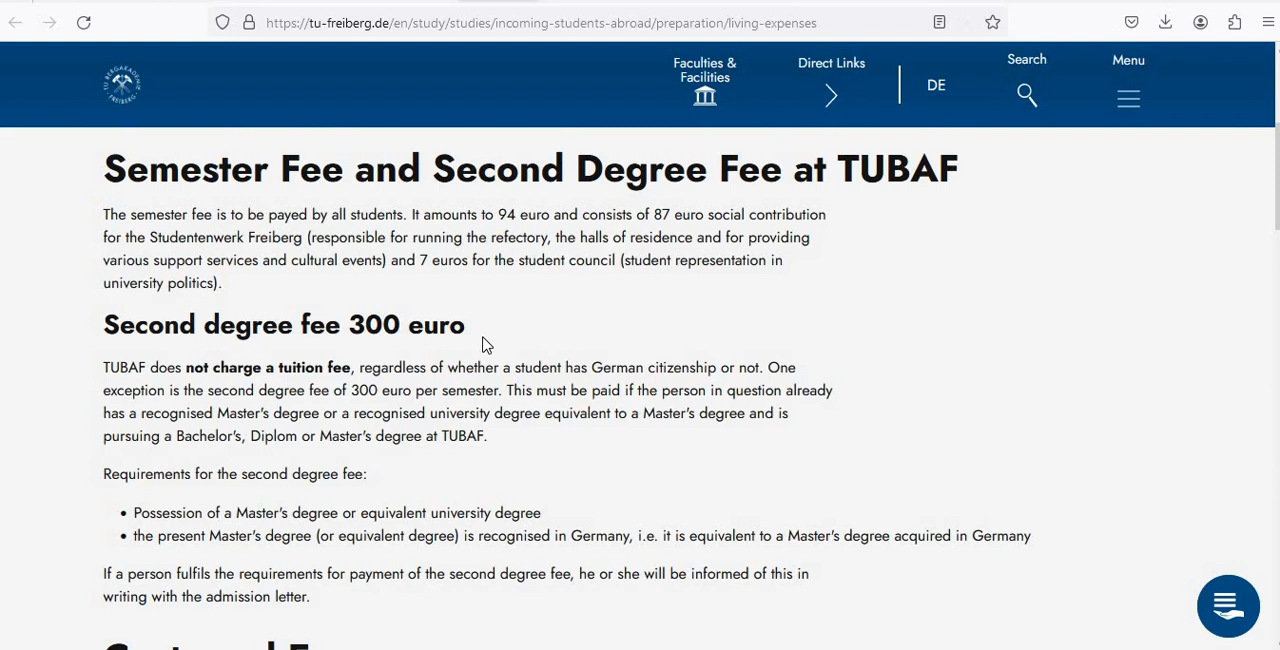 https://tu-freiberg.de/en/study/studies/incoming-students-abroad/preparation/living-expenses
Faculties &
Facilities
Direct Links
DE
Search
Menu
TU BERGAKADEMIE FREIBERG
Semester Fee and Second Degree Fee at TUBAF
The semester fee is to be payed by all students. It amounts to 94 euro and consists of 87 euro social contribution
for the Studentenwerk Freiberg (responsible for running the refectory, the halls of residence and for providing
various support services and cultural events) and 7 euros for the student council (student representation in
university politics).
Second degree fee 300 euro
TUBAF does not charge a tuition fee, regardless of whether a student has German citizenship or not. One
exception is the second degree fee of 300 euro per semester. This must be paid if the person in question already
has a recognised Master's degree or a recognised university degree equivalent to a Master's degree and is
pursuing a Bachelor's, Diplom or Master's degree at TUBAF.
Requirements for the second degree fee:
• Possession of a Master's degree or equivalent university degree
• the present Master's degree (or equivalent degree) is recognised in Germany, i.e. it is equivalent to a Master's degree acquired in Germany
If a person fulfils the requirements for payment of the second degree fee, he or she will be informed of this in
writing with the admission letter.